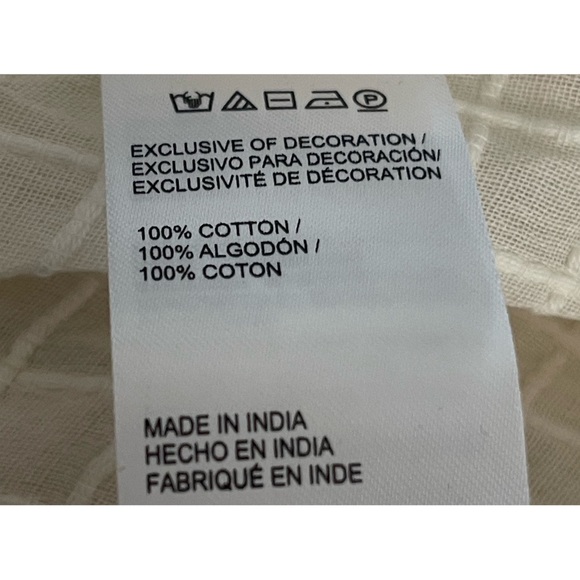 P
EXCLUSIVE OF DECORATION /
EXCLUSIVO PARA DECORACIÓN/
EXCLUSIVITÉ DE DÉCORATION
100% COTTON /
100% ALGODÓN /
100% COTON
MADE IN INDIA
HECHO EN INDIA
FABRIQUÉ EN INDE